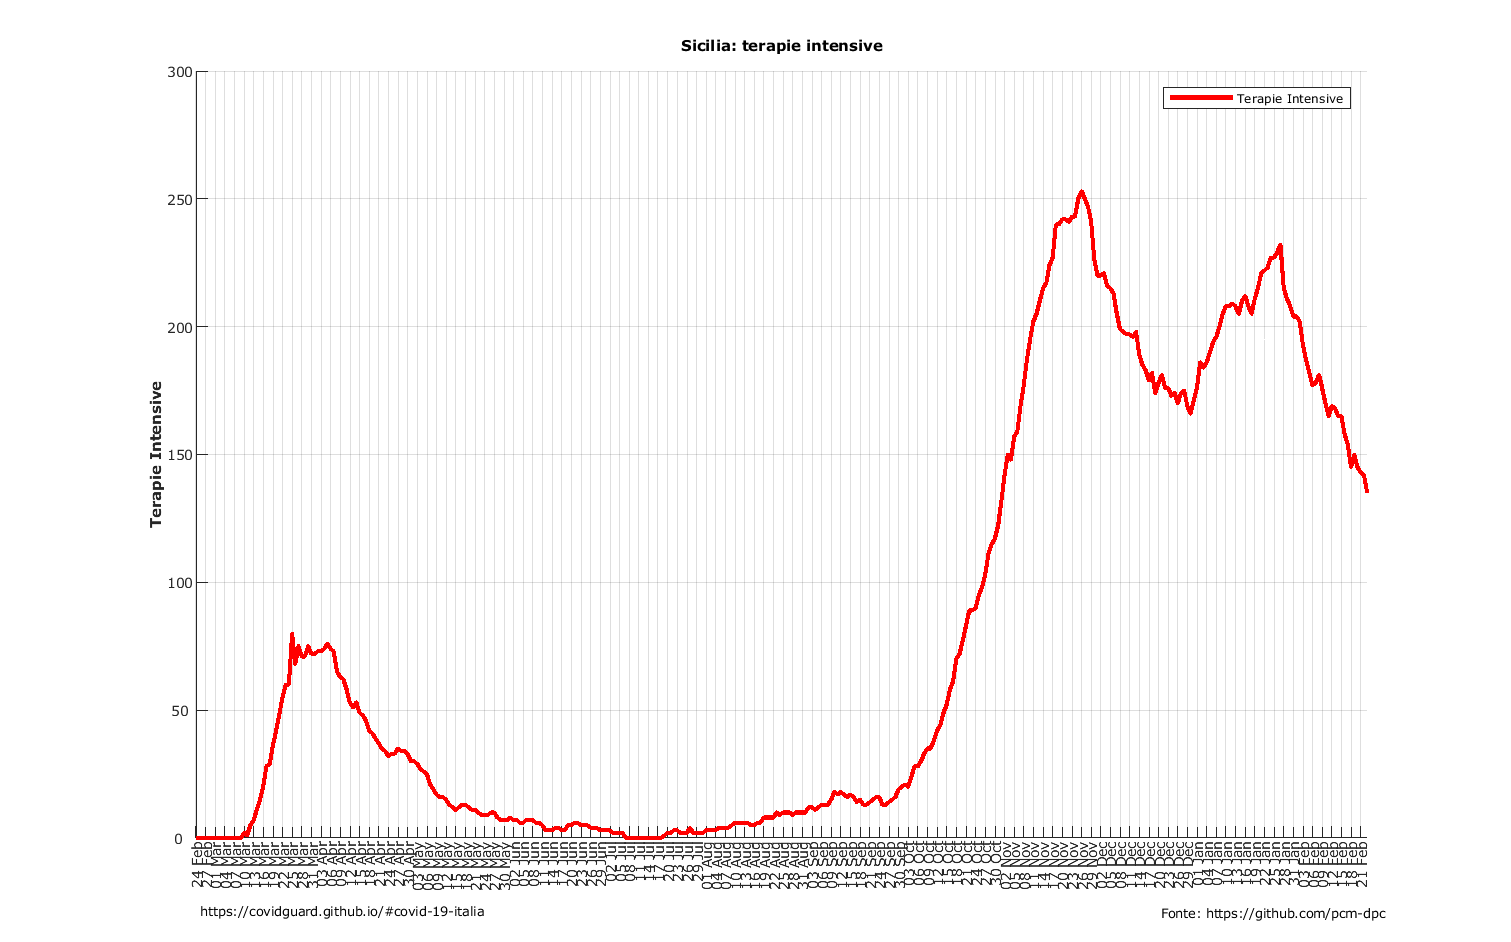 Sicilia: terapie intensive
Terapie Intensive
300
250
200
150
100
50
0
Terapie Intensive
24 Feb
27 Feb
01 Mar
04 Mar
07 Mar
10 Mar
13 Mar
16 Mar
19 Mar
22 Mar
25 Mar
28 Mar
31 Mar
03 Apr
06 Apr
09 Apr
12 Apr
15 Apr
18 Apr
21 Apr
24 Apr
27 Apr
30 Apr
03 May
06 May
09 May
12 May
15 May
18 May
21 May
24 May
27 May
30 May
02 Jun
05 Jun
08 Jun
11 Jun
14 Jun
17 Jun
20 Jun
23 Jun
26 Jun
29 Jun
02 Jul
05 Jul
08 Jul
11 Jul
14 Jul
17 Jul
20 Jul
23 Jul
26 Jul
29 Jul
01 Aug
04 Aug
07 Aug
10 Aug
13 Aug
16 Aug
19 Aug
22 Aug
25 Aug
28 Aug
31 Aug
03 Sep
06 Sep
09 Sep
12 Sep
15 Sep
18 Sep
21 Sep
24 Sep
27 Sep
30 Sep
03 Oct
06 Oct
09 Oct
12 Oct
15 Oct
18 Oct
21 Oct
24 Oct
27 Oct
30 Oct
02 Nov
05 Nov
08 Nov
11 Nov
14 Nov
17 Nov
20 Nov
23 Nov
26 Nov
29 Nov
02 Dec
05 Dec
08 Dec
11 Dec
14 Dec
17 Dec
20 Dec
23 Dec
26 Dec
29 Dec
01 Jan
04 Jan
07 Jan
10 Jan
13 Jan
16 Jan
19 Jan
22 Jan
25 Jan
28 Jan
31 Jan
03 Feb
06 Feb
09 Feb
12 Feb
15 Feb
18 Feb
21 Feb
https://covidguard.github.io/#covid-19-italia
Fonte: https://github.com/pcm-dpc